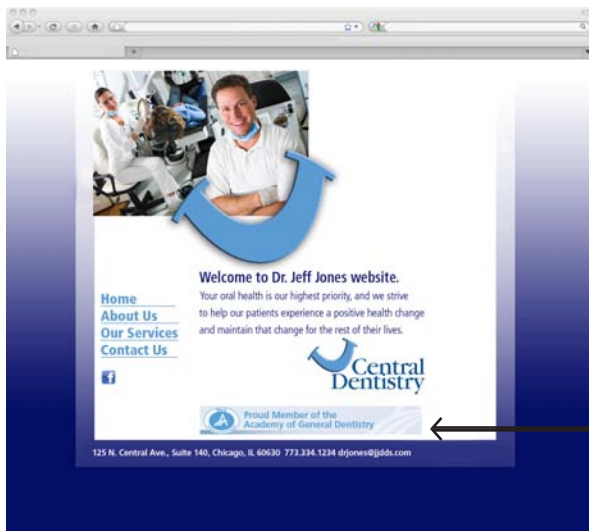 Welcome to Dr. Jeff Jones website.
Your oral health is our highest priority, and we strive
to help our patients experience a positive health change
and maintain that change for the rest of their lives.
Home
About Us
Our Services
Contact Us
f
Central
Dentistry
Proud Member of the
Academy of General Dentistry
125 N. Central Ave., Suite 140, Chicago, IL 60630 773.334.1234 drjones@jjdds.com